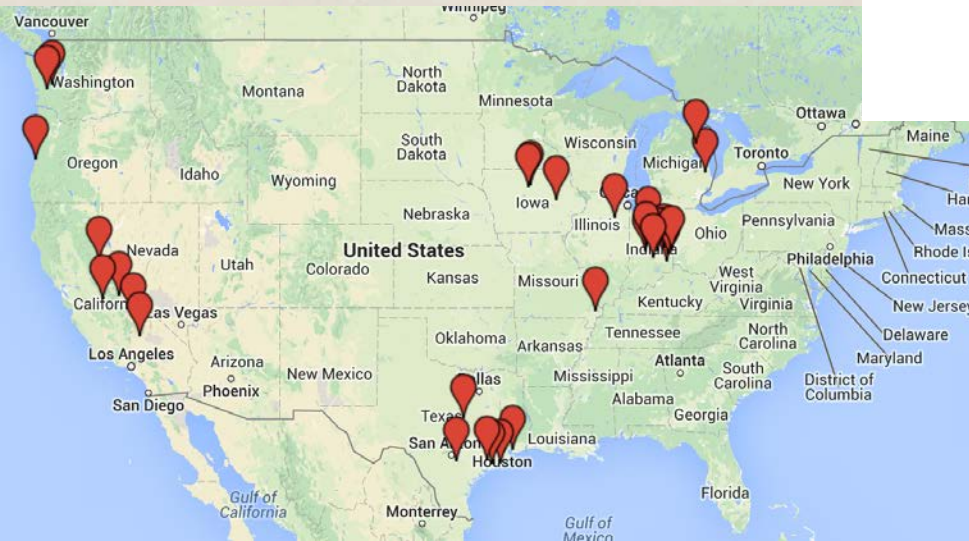 Vancouver
Winnipeg
Washington
Montana
North
Dakota
Minnesota
Ottawa
Maine
Oregon
Idaho
Wyoming
South
Dakota
Wisconsin
Michigan
Toronto
New York
Nebraska
Iowa
Illinois
Indiana
Ohio
Pennsylvania
Philadelphia
Mass
Rhode Is
Connecticut
New Jersey
Delaware
Maryland
District of
Columbia
Nevada
Utah
Colorado
United States
Kansas
Missouri
West
Virginia
Virginia
Kentucky
Californ
Las Vegas
Los Angeles
San Diego
Arizona
Phoenix
New Mexico
Oklahoma
Arkansas
Tennessee
North
Carolina
Atlanta
South
Carolina
Mississippi
Alabama
Georgia
Texas
Louisiana
Houston
Florida
Gulf of
California
Monterrey
Gulf of
Mexico